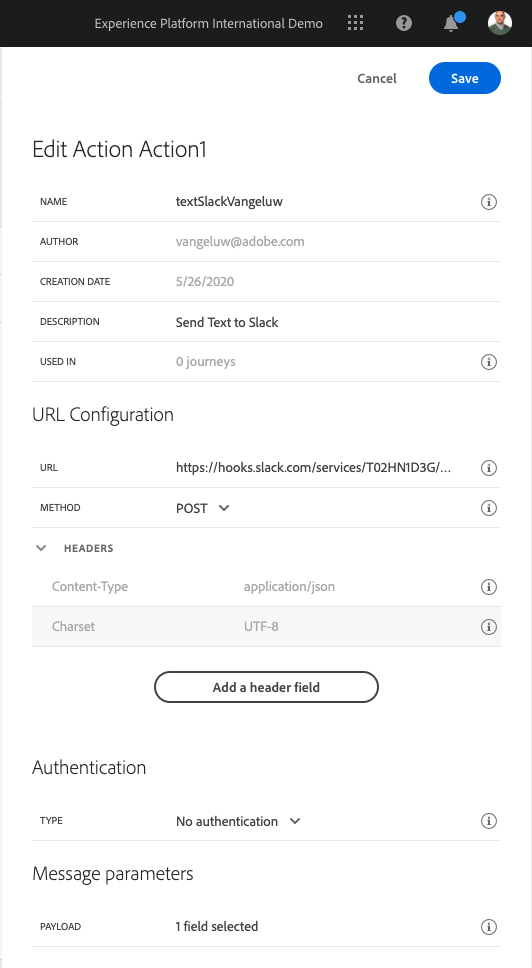 Experience Platform International Demo
Cancel
Save
Edit Action Action1
NAME textSlackVangeluw
AUTHOR vangeluw@adobe.com
CREATION DATE 5/26/2020
DESCRIPTION Send Text to Slack
USED IN 0 journeys
URL Configuration
URL https://hooks.slack.com/services/T02HN1D3G/...
METHOD POST
HEADERS
Content-Type application/json
Charset UTF-8
Add a header field
Authentication
TYPE No authentication
Message parameters
PAYLOAD 1 field selected